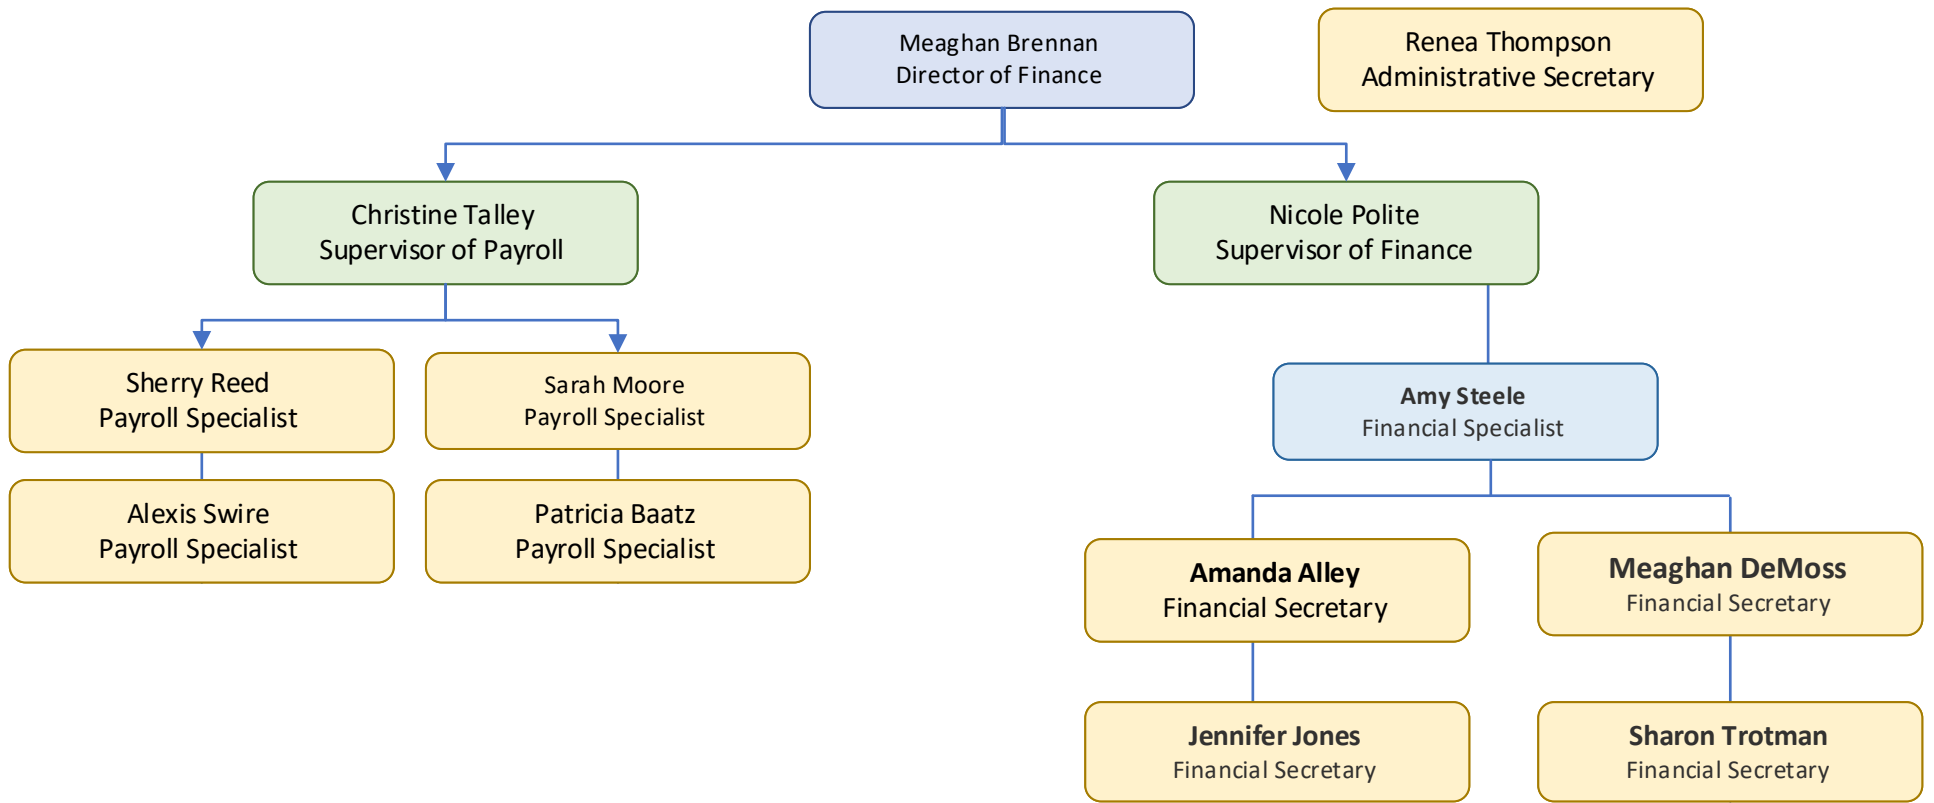 Meaghan Brennan
Director of Finance
Renea Thompson
Administrative Secretary
Christine Talley
Supervisor of Payroll
Nicole Polite
Supervisor of Finance
Sherry Reed
Payroll Specialist
Sarah Moore
Payroll Specialist
Amy Steele
Financial Specialist
Alexis Swire
Payroll Specialist
Patricia Baatz
Payroll Specialist
Amanda Alley
Financial Secretary
Meaghan DeMoss
Financial Secretary
Jennifer Jones
Financial Secretary
Sharon Trotman
Financial Secretary